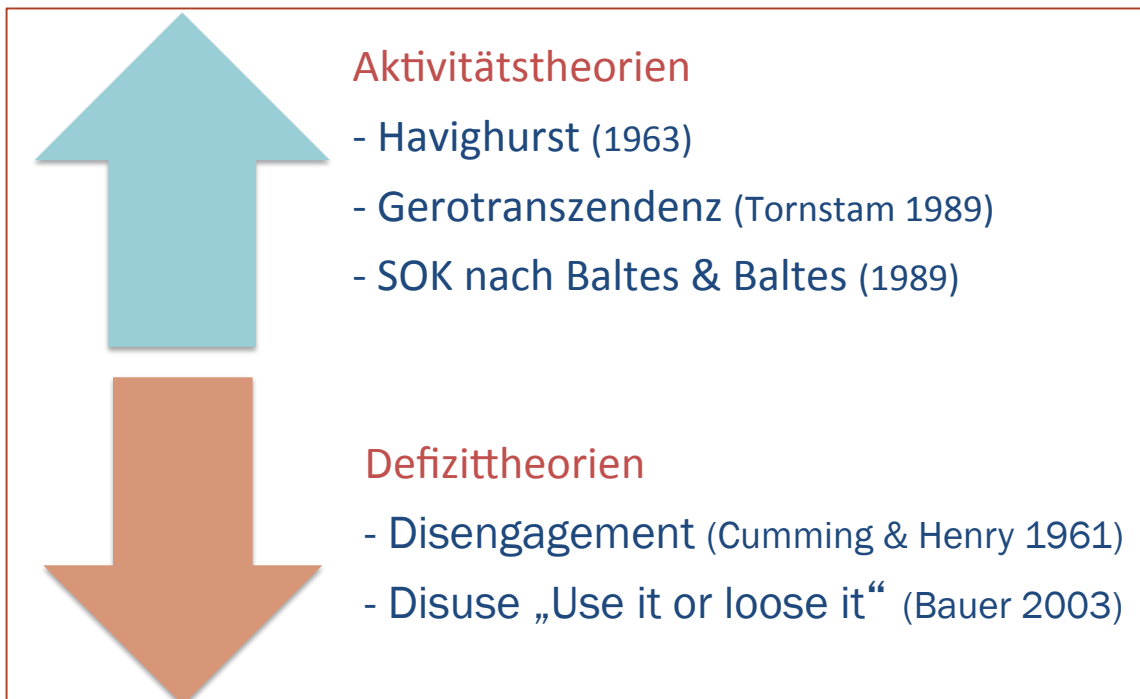 Aktivitätstheorien
- Havighurst (1963)
- Gerotranszendenz (Tornstam 1989)
- SOK nach Baltes & Baltes (1989)
Defizittheorien
- Disengagement (Cumming & Henry 1961)
- Disuse „Use it or loose it“ (Bauer 2003)